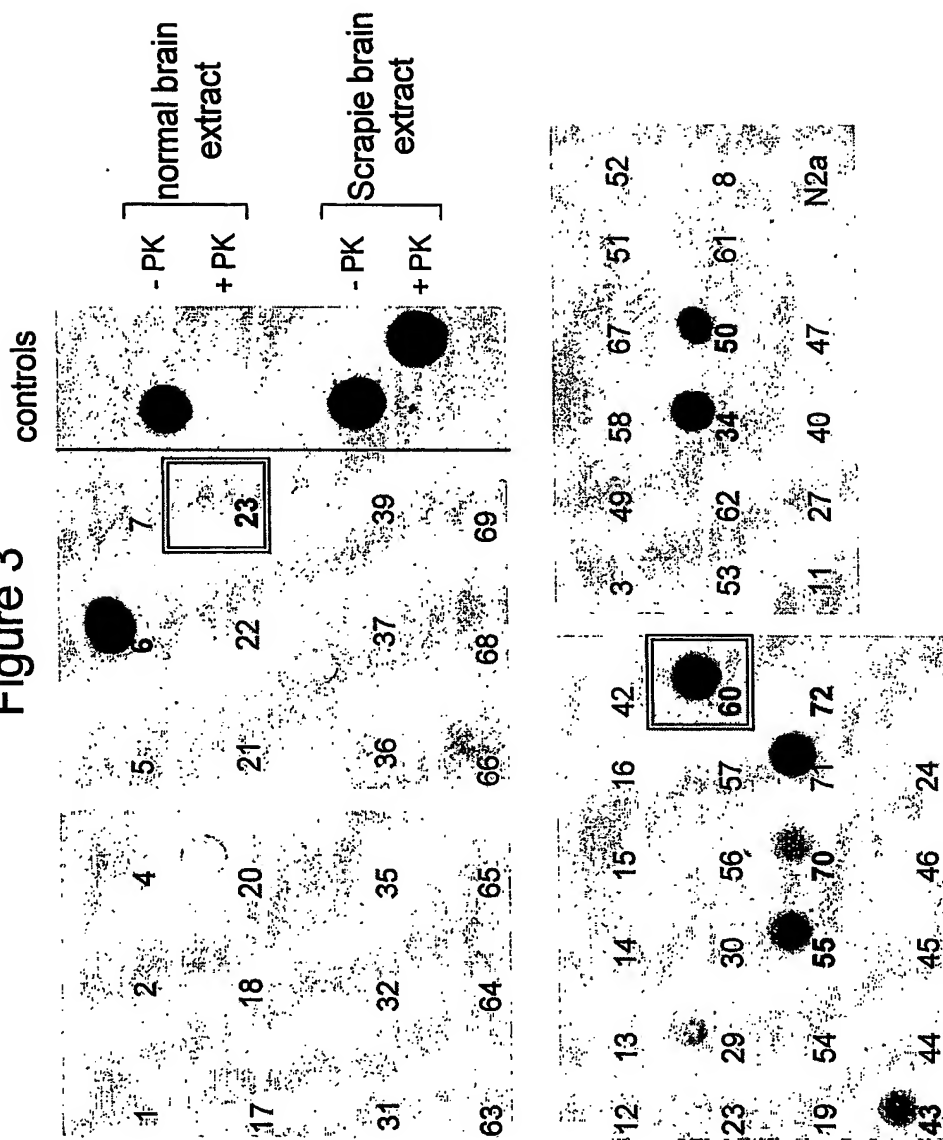 Figure 3
controls
1 2 4 5 6 7 - PK normal brain
17 18 20 21 22 23 + PK extract
31 32 35 36 37 39 - PK Scrapie brain
+ PK extract
63 64 65 66 68 69
12 13 14 15 16 42 3 49 58 67 51 52
23 29 30 56 57 60 53 62 34 50 61 8
19 54 55 70 71 72 11 27 40 47 N2a
43 44 45 46 24